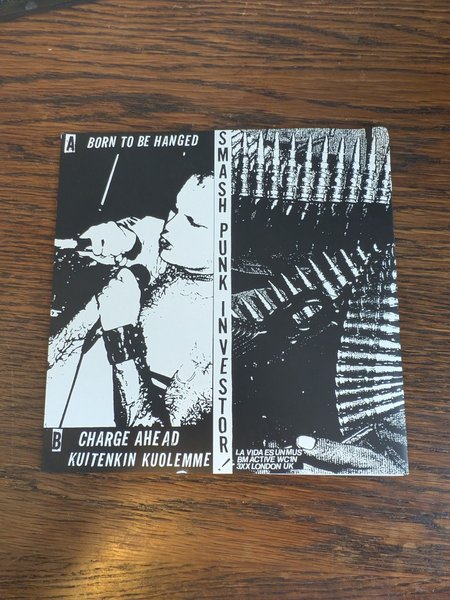 A BORN TO BE HANGED
SMASH PUNK INVESTOR!
B CHARGE AHEAD
KUITENKIN KUOLEMME
LA VIDA ES UN MUS
BM ACTIVE WC1N
3XX LONDON UK